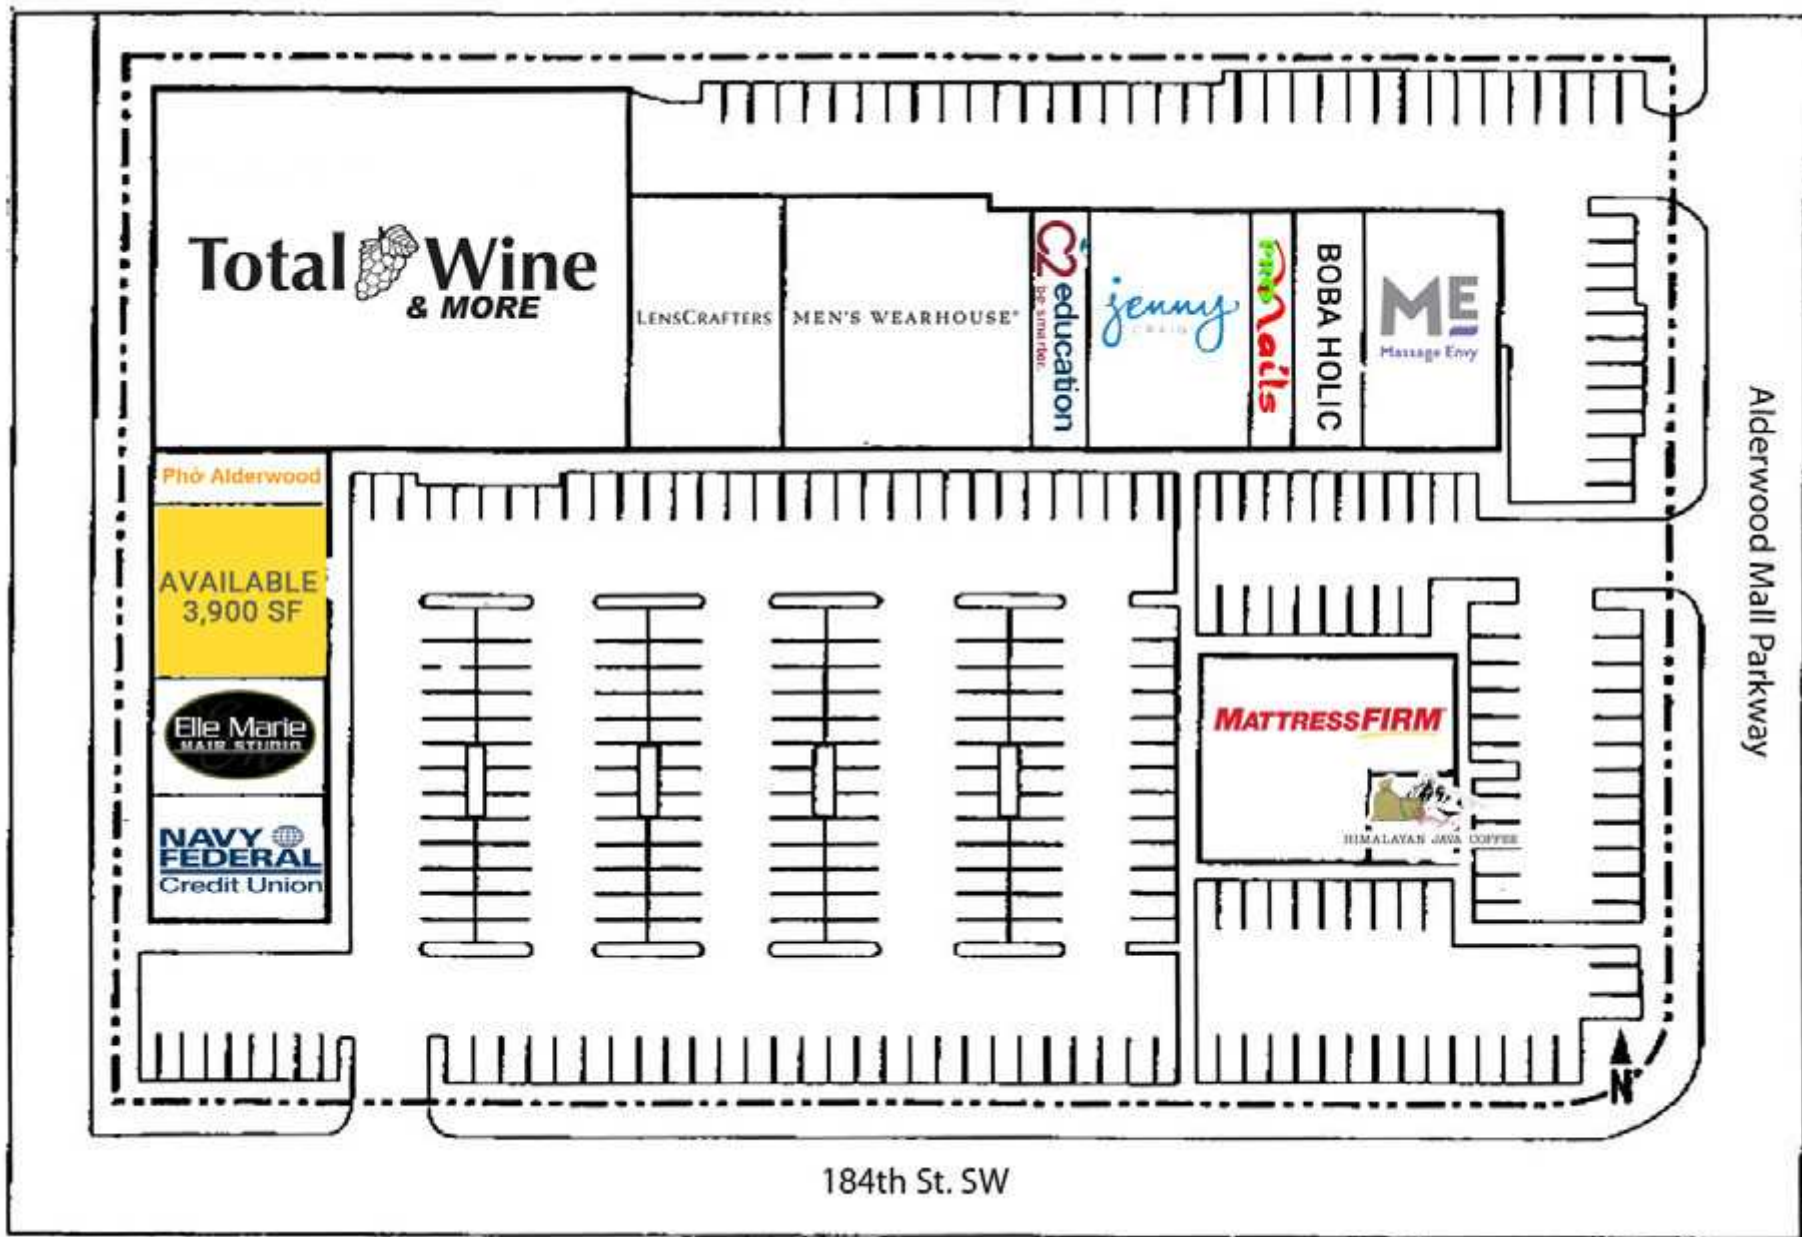 Total Wine
& MORE
LENSCRAFTERS
MEN'S WEARHOUSE®
C2 education
be smarter.
jenny
CRAIG
PRO Nails
BOBA HOLIC
ME
Massage Envy
Phở Alderwood
AVAILABLE
3,900 SF
Elle Marie
HAIR STUDIO
NAVY
FEDERAL
Credit Union
MATTRESSFIRM
HIMALAYAN JAVA COFFEE
Alderwood Mall Parkway
N
184th St. SW